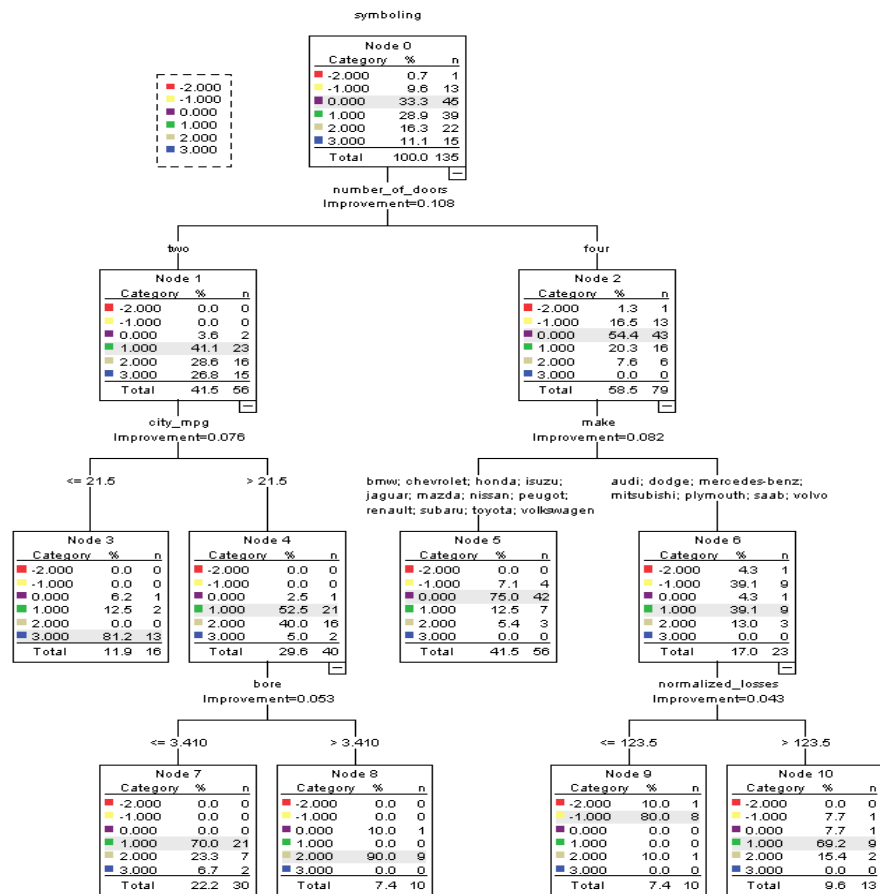 symboling
-2.000
-1.000
0.000
1.000
2.000
3.000
Node 0
Category % n
-2.000 0.7 1
-1.000 9.6 13
0.000 33.3 45
1.000 28.9 39
2.000 16.3 22
3.000 11.1 15
Total 100.0 135
number_of_doors
Improvement=0.108
two
four
Node 1
Category % n
-2.000 0.0 0
-1.000 0.0 0
0.000 3.6 2
1.000 41.1 23
2.000 28.6 16
3.000 26.8 15
Total 41.5 56
Node 2
Category % n
-2.000 1.3 1
-1.000 16.5 13
0.000 54.4 43
1.000 20.3 16
2.000 7.6 6
3.000 0.0 0
Total 58.5 79
city_mpg
Improvement=0.076
make
Improvement=0.082
<= 21.5
> 21.5
bmw; chevrolet; honda; isuzu;
jaguar; mazda; nissan; peugot;
renault; subaru; toyota; volkswagen
audi; dodge; mercedes-benz;
mitsubishi; plymouth; saab; volvo
Node 3
Category % n
-2.000 0.0 0
-1.000 0.0 0
0.000 6.2 1
1.000 12.5 2
2.000 0.0 0
3.000 81.2 13
Total 11.9 16
Node 4
Category % n
-2.000 0.0 0
-1.000 0.0 0
0.000 2.5 1
1.000 52.5 21
2.000 40.0 16
3.000 5.0 2
Total 29.6 40
Node 5
Category % n
-2.000 0.0 0
-1.000 7.1 4
0.000 75.0 42
1.000 12.5 7
2.000 5.4 3
3.000 0.0 0
Total 41.5 56
Node 6
Category % n
-2.000 4.3 1
-1.000 39.1 9
0.000 4.3 1
1.000 39.1 9
2.000 13.0 3
3.000 0.0 0
Total 17.0 23
bore
Improvement=0.053
normalized_losses
Improvement=0.043
<= 3.410
> 3.410
<= 123.5
> 123.5
Node 7
Category % n
-2.000 0.0 0
-1.000 0.0 0
0.000 0.0 0
1.000 70.0 21
2.000 23.3 7
3.000 6.7 2
Total 22.2 30
Node 8
Category % n
-2.000 0.0 0
-1.000 0.0 0
0.000 10.0 1
1.000 0.0 0
2.000 90.0 9
3.000 0.0 0
Total 7.4 10
Node 9
Category % n
-2.000 10.0 1
-1.000 80.0 8
0.000 0.0 0
1.000 0.0 0
2.000 10.0 1
3.000 0.0 0
Total 7.4 10
Node 10
Category % n
-2.000 0.0 0
-1.000 7.7 1
0.000 7.7 1
1.000 69.2 9
2.000 15.4 2
3.000 0.0 0
Total 9.6 13